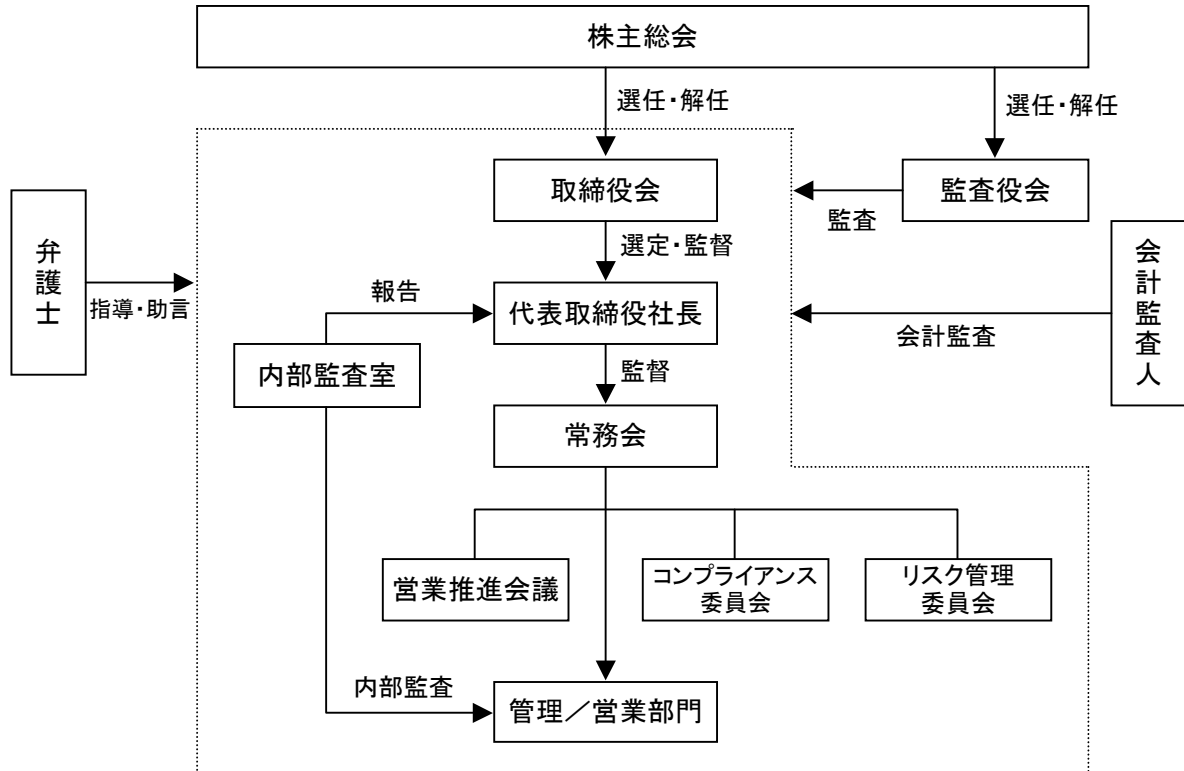 株主総会
選任・解任
選任・解任
取締役会
監査役会
監査
弁護士
選定・監督
会計監査人
指導・助言
報告
代表取締役社長
会計監査
内部監査室
監督
常務会
営業推進会議
コンプライアンス
委員会
リスク管理
委員会
内部監査
管理／営業部門